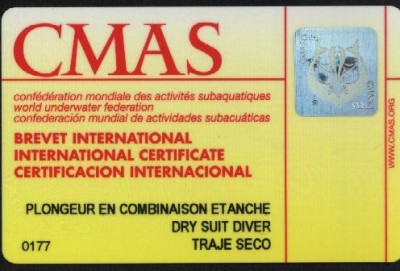 CMAS
confédération mondiale des activités subaquatiques
world underwater federation
confederación mundial de actividades subacuáticas
BREVET INTERNATIONAL
INTERNATIONAL CERTIFICATE
CERTIFICACION INTERNACIONAL
PLONGEUR EN COMBINAISON ETANCHE
DRY SUIT DIVER
0177 TRAJE SECO
WWW.CMAS.ORG